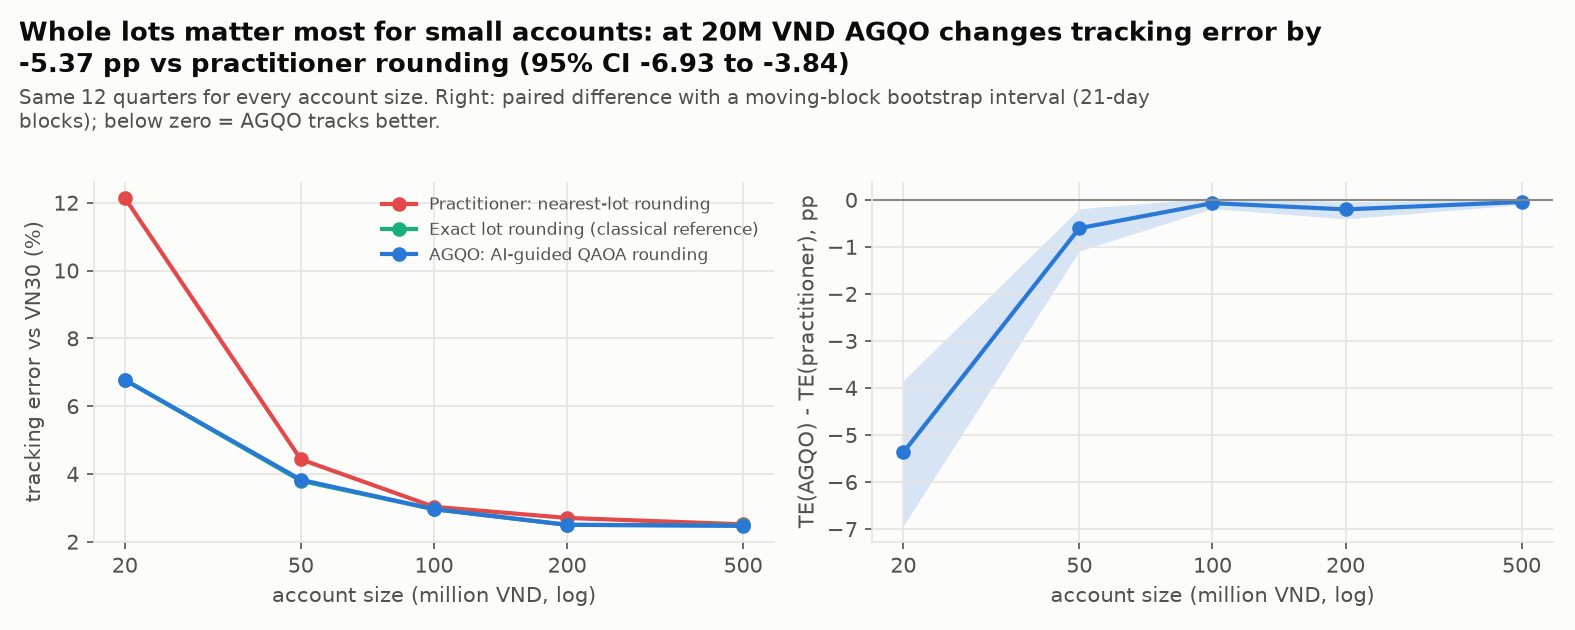 Whole lots matter most for small accounts: at 20M VND AGQO changes tracking error by
-5.37 pp vs practitioner rounding (95% CI -6.93 to -3.84)
Same 12 quarters for every account size. Right: paired difference with a moving-block bootstrap interval (21-day
blocks); below zero = AGQO tracks better.
tracking error vs VN30 (%)
12
10
8
6
4
2
Practitioner: nearest-lot rounding
Exact lot rounding (classical reference)
AGQO: AI-guided QAOA rounding
20 50 100 200 500
account size (million VND, log)
TE(AGQO) - TE(practitioner), pp
0
−1
−2
−3
−4
−5
−6
−7
20 50 100 200 500
account size (million VND, log)